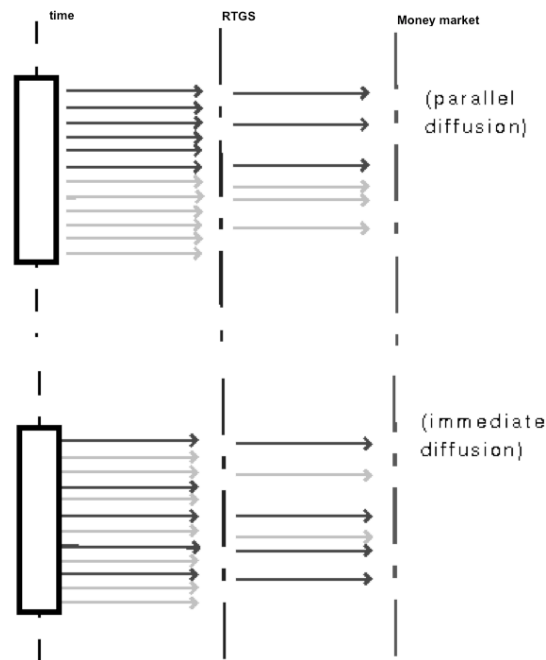 time
RTGS
Money market
(parallel
diffusion)
(immediate
diffusion)